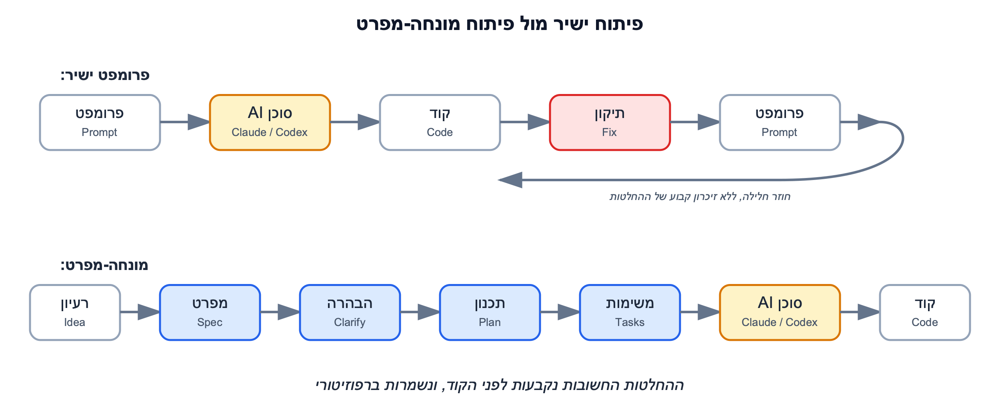 פיתוח ישיר מול פיתוח מונחה-מפרט
פרומפט ישיר:
פרומפט
Prompt
סוכן AI
Claude / Codex
קוד
Code
תיקון
Fix
פרומפט
Prompt
חוזר חלילה, ללא זיכרון קבוע של ההחלטות
מונחה-מפרט:
רעיון
Idea
מפרט
Spec
הבהרה
Clarify
תכנון
Plan
משימות
Tasks
סוכן AI
Claude / Codex
קוד
Code
ההחלטות החשובות נקבעות לפני הקוד, ונשמרות ברפוזיטורי